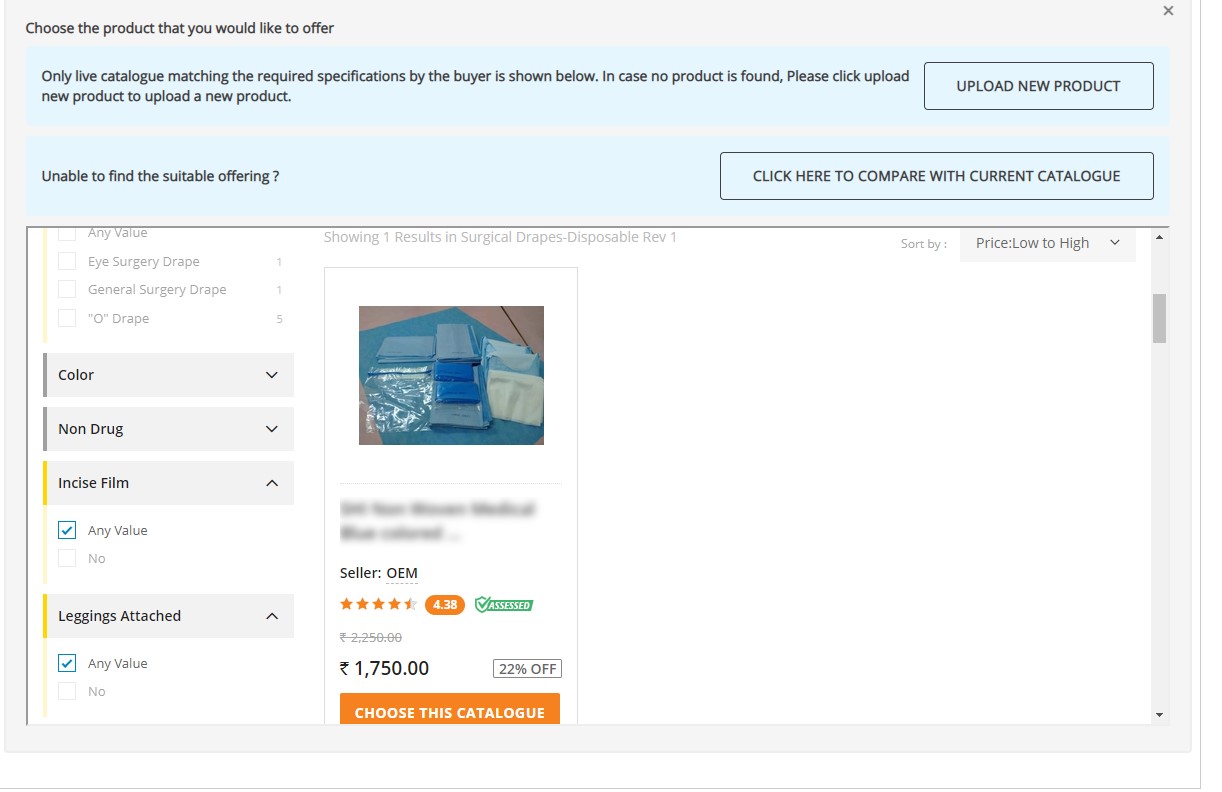 Choose the product that you would like to offer
Only live catalogue matching the required specifications by the buyer is shown below. In case no product is found, Please click upload
new product to upload a new product.
UPLOAD NEW PRODUCT
Unable to find the suitable offering ?
CLICK HERE TO COMPARE WITH CURRENT CATALOGUE
Any Value
Eye Surgery Drape 1
General Surgery Drape 1
"O" Drape 5
Color
Non Drug
Incise Film
Any Value
No
Leggings Attached
Any Value
No
Showing 1 Results in Surgical Drapes-Disposable Rev 1
Sort by :
Price:Low to High
Seller: OEM
4.38
ASSESSED
₹ 2,250.00
₹ 1,750.00
22% OFF
CHOOSE THIS CATALOGUE